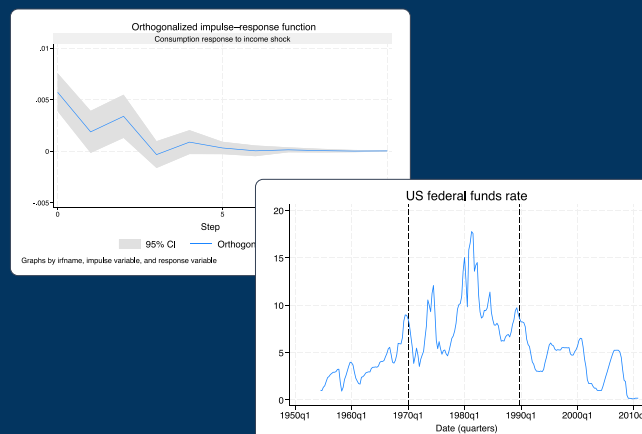 Orthogonalized impulse–response function
Consumption response to income shock
.01
.005
0
-.005
0
5
Step
95% CI
Graphs by irfname, impulse variable, and response variable
US federal funds rate
20
15
10
5
0
1950q1 1960q1 1970q1 1980q1 1990q1 2000q1
Date (quarters)